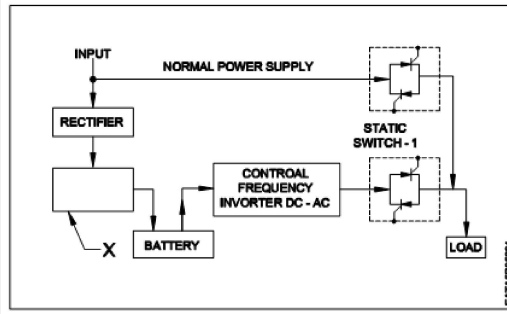 INPUT
NORMAL POWER SUPPLY
RECTIFIER
STATIC
SWITCH - 1
CONTROAL
FREQUENCY
INVORTER DC - AC
X
BATTERY
LOAD